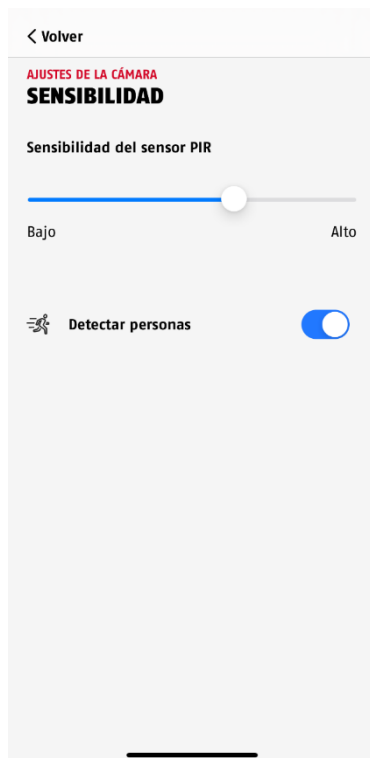 Volver
AJUSTES DE LA CÁMARA
SENSIBILIDAD
Sensibilidad del sensor PIR
Bajo Alto
Detectar personas